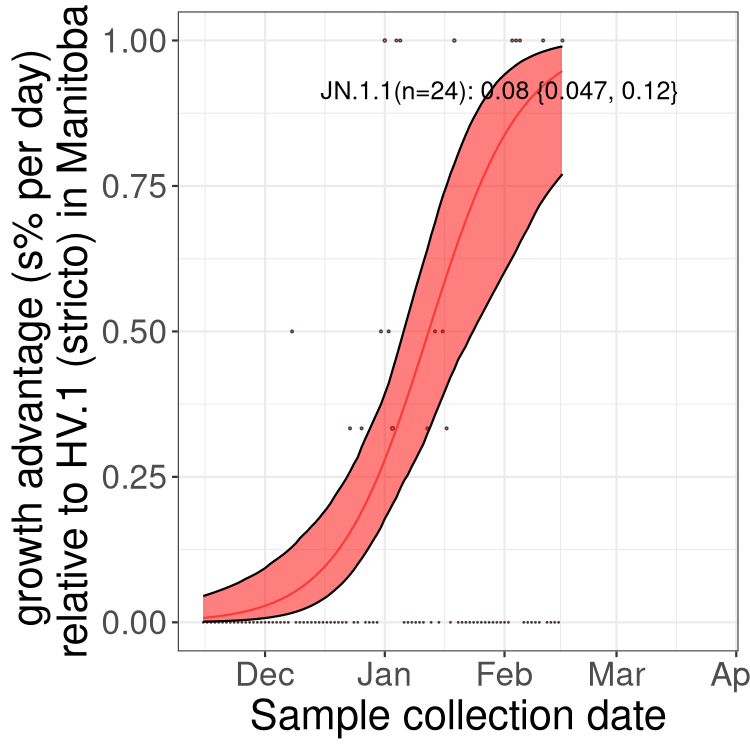 growth advantage (s% per day)
relative to HV.1 (stricto) in Manitoba
1.00
0.75
0.50
0.25
0.00
JN.1.1(n=24): 0.08 {0.047, 0.12}
Dec Jan Feb Mar Ap
Sample collection date